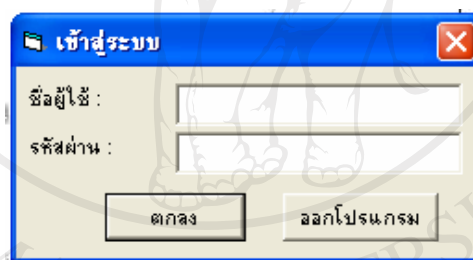 เข้าสู่ระบบ
ชื่อผู้ใช้ :
รหัสผ่าน :
ตกลง
ออกโปรแกรม